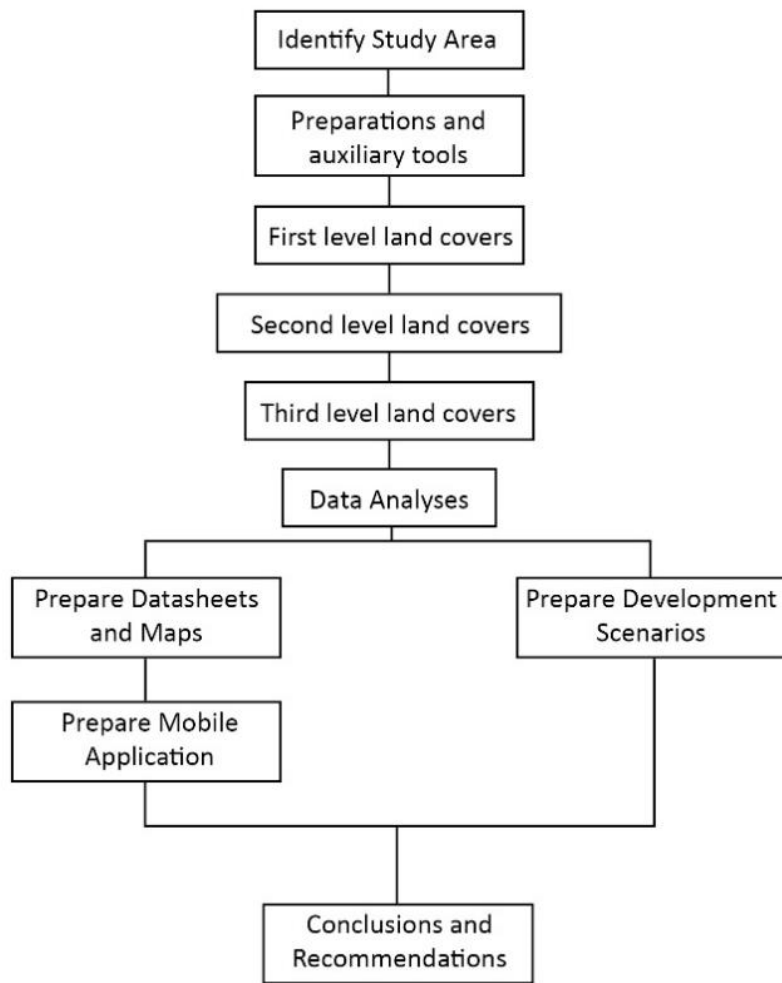 Identify Study Area
Preparations and
auxiliary tools
First level land covers
Second level land covers
Third level land covers
Data Analyses
Prepare Datasheets
and Maps
Prepare Development
Scenarios
Prepare Mobile
Application
Conclusions and
Recommendations